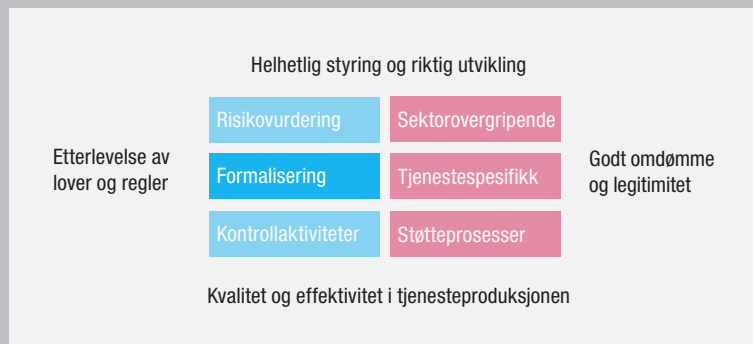 Helhetlig styring og riktig utvikling
Etterlevelse av
lover og regler
Risikovurdering
Formalisering
Kontrollaktiviteter
Sektorovergripende
Tjenestespesifikk
Støtteprosesser
Godt omdømme
og legitimitet
Kvalitet og effektivitet i tjenesteproduksjonen